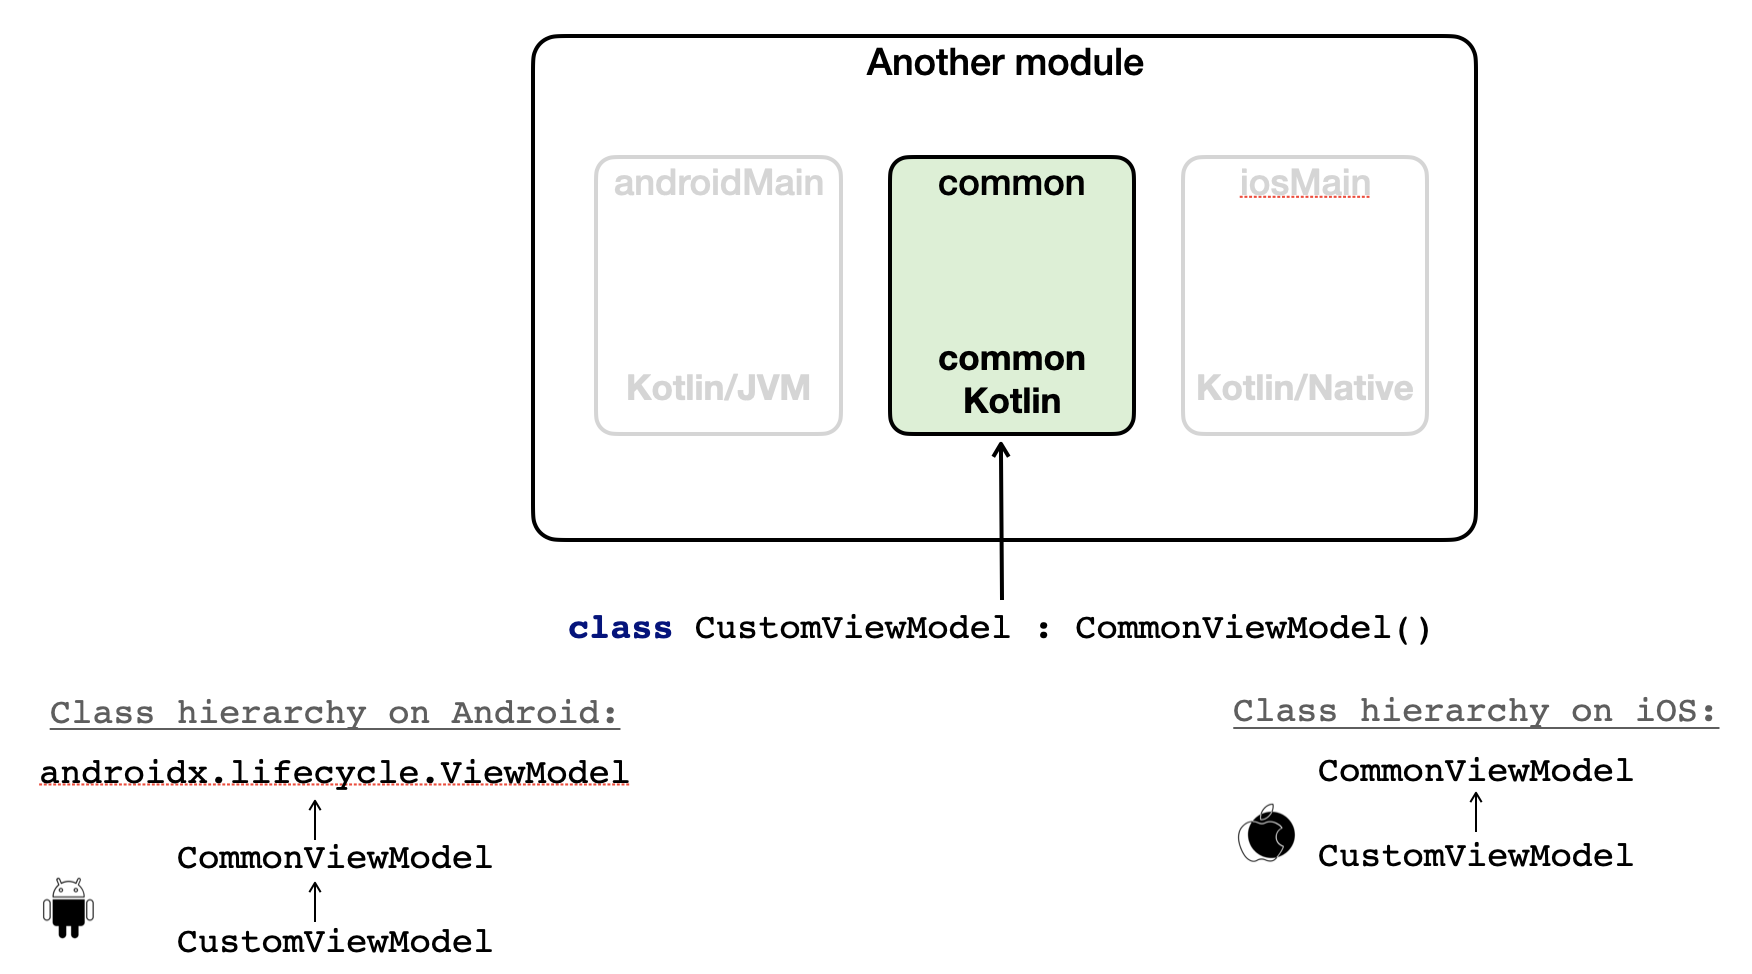 Another module
androidMain
common
iosMain
Kotlin/JVM
common
Kotlin
Kotlin/Native
class CustomViewModel : CommonViewModel()
Class hierarchy on Android:
androidx.lifecycle.ViewModel
CommonViewModel
CustomViewModel
Class hierarchy on iOS:
CommonViewModel
CustomViewModel